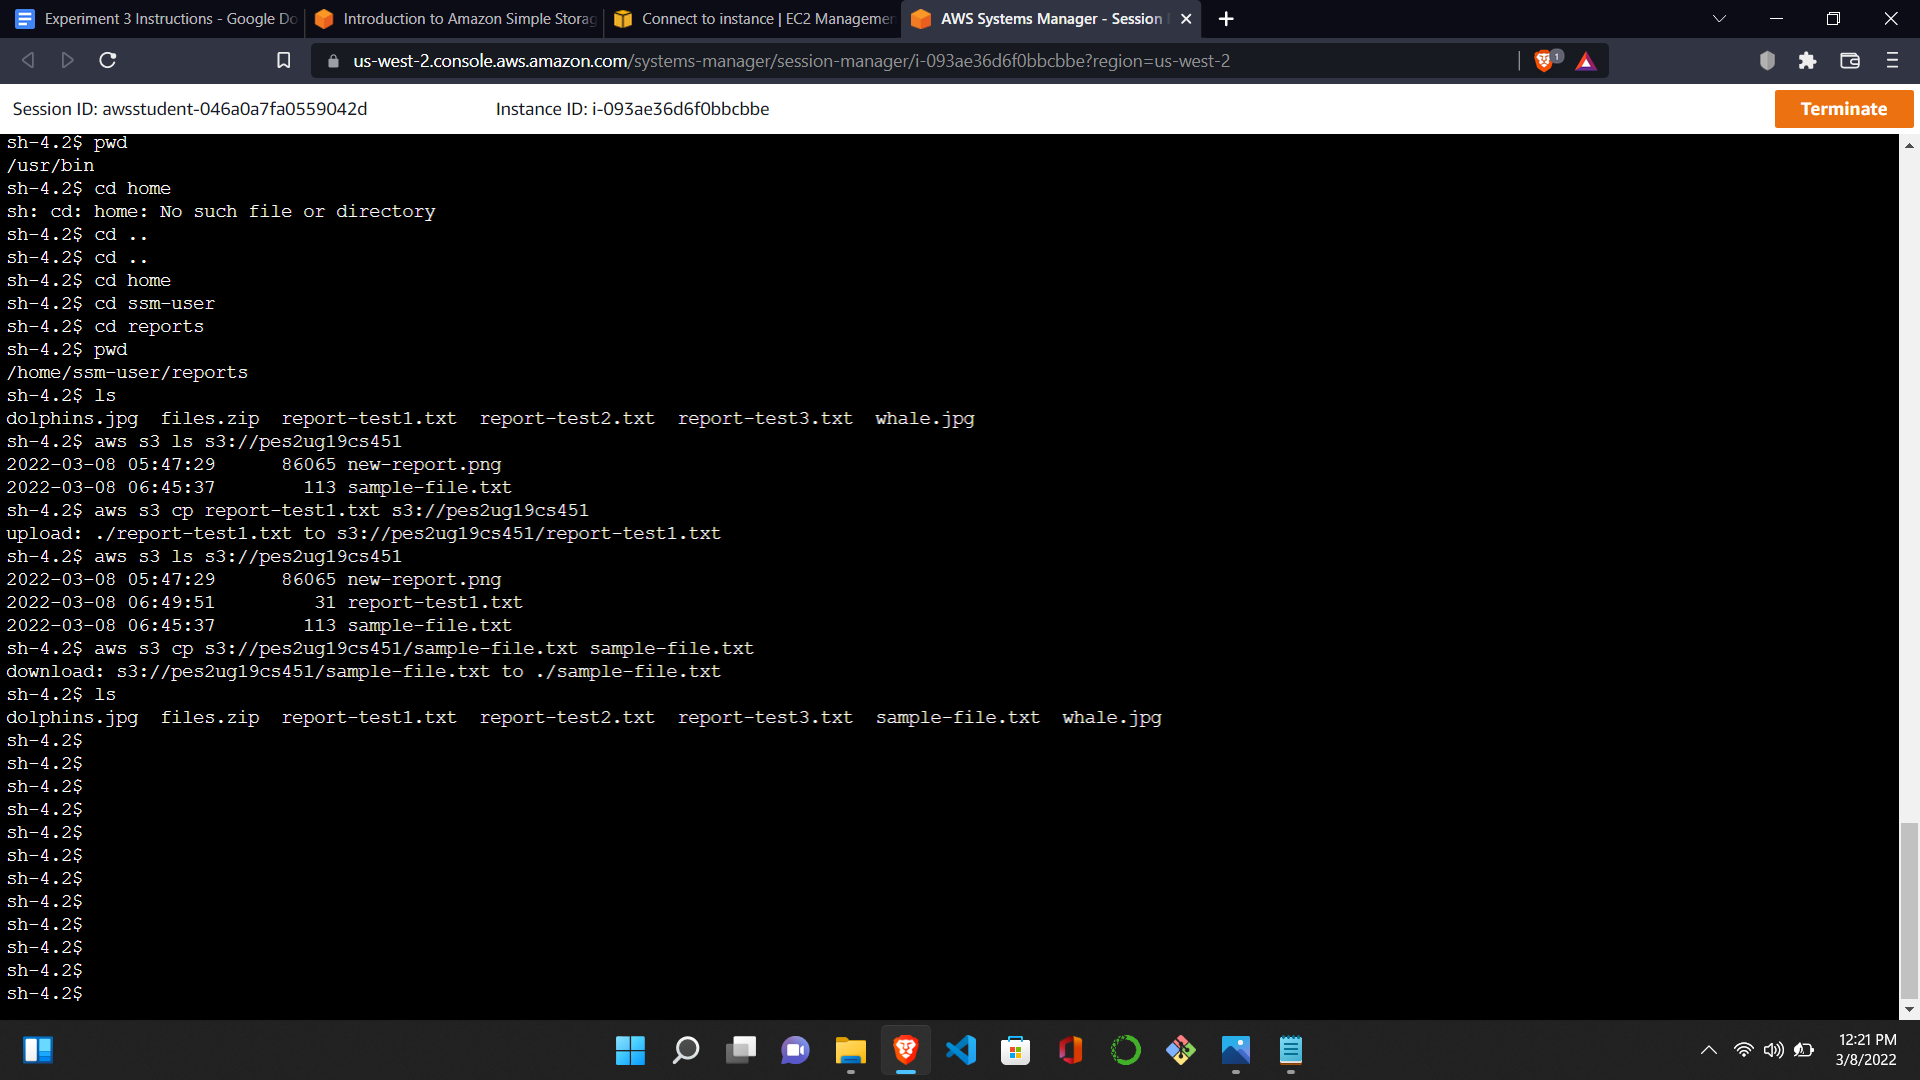 Experiment 3 Instructions - Google Do
Introduction to Amazon Simple Storag
Connect to instance | EC2 Managemen
AWS Systems Manager - Session
us-west-2.console.aws.amazon.com/systems-manager/session-manager/i-093ae36d6f0bbcbbe?region=us-west-2
1
Session ID: awsstudent-046a0a7fa0559042d
Instance ID: i-093ae36d6f0bbcbbe
Terminate
sh-4.2$ pwd
/usr/bin
sh-4.2$ cd home
sh: cd: home: No such file or directory
sh-4.2$ cd ..
sh-4.2$ cd ..
sh-4.2$ cd home
sh-4.2$ cd ssm-user
sh-4.2$ cd reports
sh-4.2$ pwd
/home/ssm-user/reports
sh-4.2$ ls
dolphins.jpg  files.zip  report-test1.txt  report-test2.txt  report-test3.txt  whale.jpg
sh-4.2$ aws s3 ls s3://pes2ug19cs451
2022-03-08 05:47:29      86065 new-report.png
2022-03-08 06:45:37        113 sample-file.txt
sh-4.2$ aws s3 cp report-test1.txt s3://pes2ug19cs451
upload: ./report-test1.txt to s3://pes2ug19cs451/report-test1.txt
sh-4.2$ aws s3 ls s3://pes2ug19cs451
2022-03-08 05:47:29      86065 new-report.png
2022-03-08 06:49:51         31 report-test1.txt
2022-03-08 06:45:37        113 sample-file.txt
sh-4.2$ aws s3 cp s3://pes2ug19cs451/sample-file.txt sample-file.txt
download: s3://pes2ug19cs451/sample-file.txt to ./sample-file.txt
sh-4.2$ ls
dolphins.jpg  files.zip  report-test1.txt  report-test2.txt  report-test3.txt  sample-file.txt  whale.jpg
sh-4.2$
sh-4.2$
sh-4.2$
sh-4.2$
sh-4.2$
sh-4.2$
sh-4.2$
sh-4.2$
sh-4.2$
sh-4.2$
sh-4.2$
sh-4.2$
12:21 PM
3/8/2022